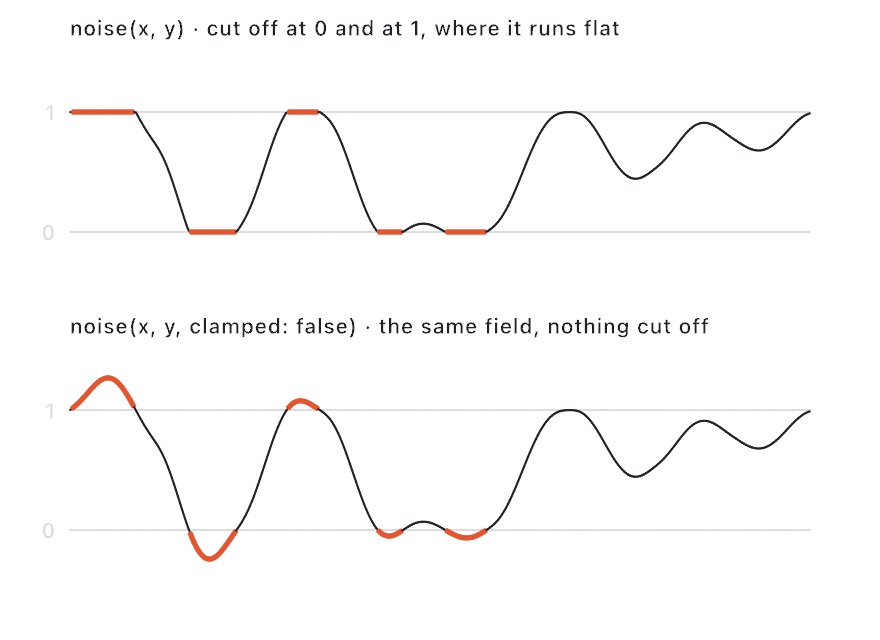 noise(x, y) · cut off at 0 and at 1, where it runs flat
1
0
noise(x, y, clamped: false) · the same field, nothing cut off
1
0